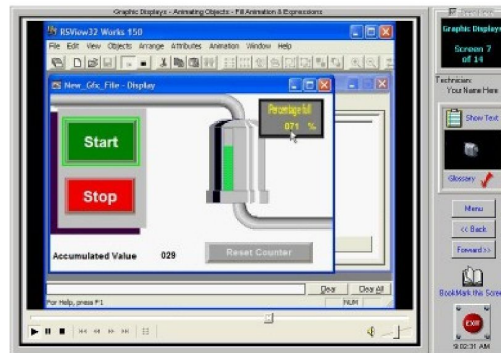 Graphic Displays - Animating Objects - Fill Animation & Expressions
RSView32 Works 150
File Edit View Objects Arrange Attributes Animation Window Help
New_Gfx_File - Display
Percentage full
071 %
Start
Stop
Accumulated Value 029
Reset Counter
Clear Clear All
For Help, press F1
NUM
Graphic Displays
Screen 7
of 14
Technician:
Your Name Here
Show Text
Glossary
Menu
<< Back
Forward >>
BookMark this Screen
EXIT
9:02:31 AM